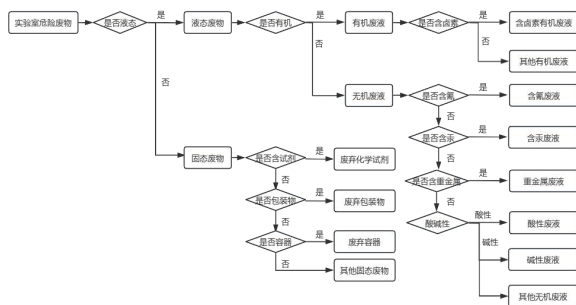 实验室危险废物
是否液态
是
液态废物
是否有机
是
有机废液
是否含卤素
是
含卤素有机废液
否
其他有机废液
否
无机废液
是否含氰
是
含氰废液
否
是否含汞
是
含汞废液
否
是否含重金属
是
重金属废液
否
酸碱性
酸性
酸性废液
碱性
碱性废液
其他无机废液
否
固态废物
是否含试剂
是
废弃化学试剂
否
是否包装物
是
废弃包装物
否
是否容器
是
废弃容器
否
其他固态废物